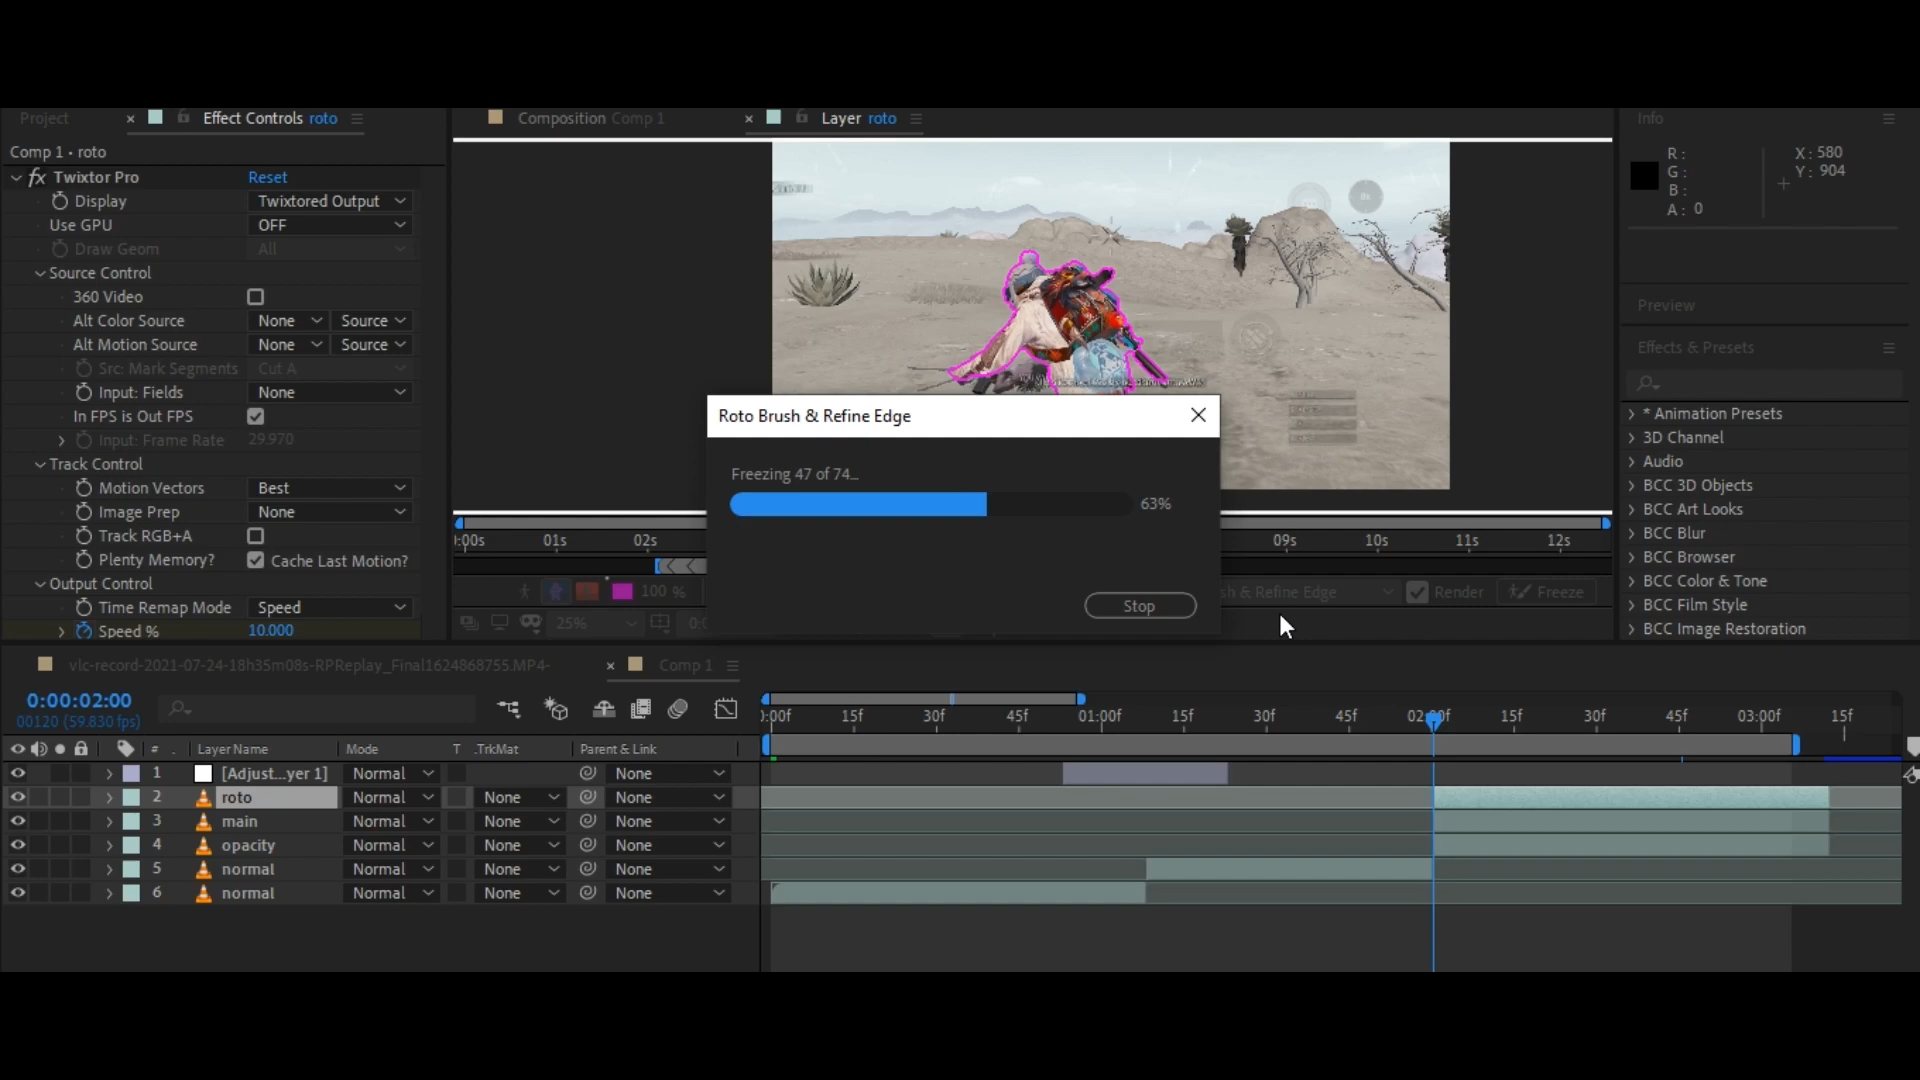 Project
× Effect Controls roto
Composition Comp 1
× Layer roto
Info
Comp 1 • roto
fx Twixtor Pro Reset
Display Twixtored Output
Use GPU OFF
Draw Geom All
Source Control
360 Video
Alt Color Source None Source
Alt Motion Source None Source
Src: Mark Segments Cut A
Input: Fields None
In FPS is Out FPS
Input: Frame Rate 29.970
Track Control
Motion Vectors Best
Image Prep None
Track RGB+A
Plenty Memory? Cache Last Motion?
Output Control
Time Remap Mode Speed
Speed % 10.000
R: X: 580
G: Y: 904
B:
A: 0
Preview
Effects & Presets
* Animation Presets
3D Channel
Audio
BCC 3D Objects
BCC Art Looks
BCC Blur
BCC Browser
BCC Color & Tone
BCC Film Style
BCC Image Restoration
Roto Brush & Refine Edge
Freezing 47 of 74...
63%
Stop
0:00s 01s 02s 09s 10s 11s 12s
100 % sh & Refine Edge Render Freeze
25% 0:0
vlc-record-2021-07-24-18h35m08s-RPReplay_Final1624868755.MP4-
× Comp 1
0:00:02:00
00120 (59.830 fps)
0:00f 15f 30f 45f 01:00f 15f 30f 45f 02:00f 15f 30f 45f 03:00f 15f
# . Layer Name Mode T .TrkMat Parent & Link
1 [Adjust...yer 1] Normal None
2 roto Normal None None
3 main Normal None None
4 opacity Normal None None
5 normal Normal None None
6 normal Normal None None